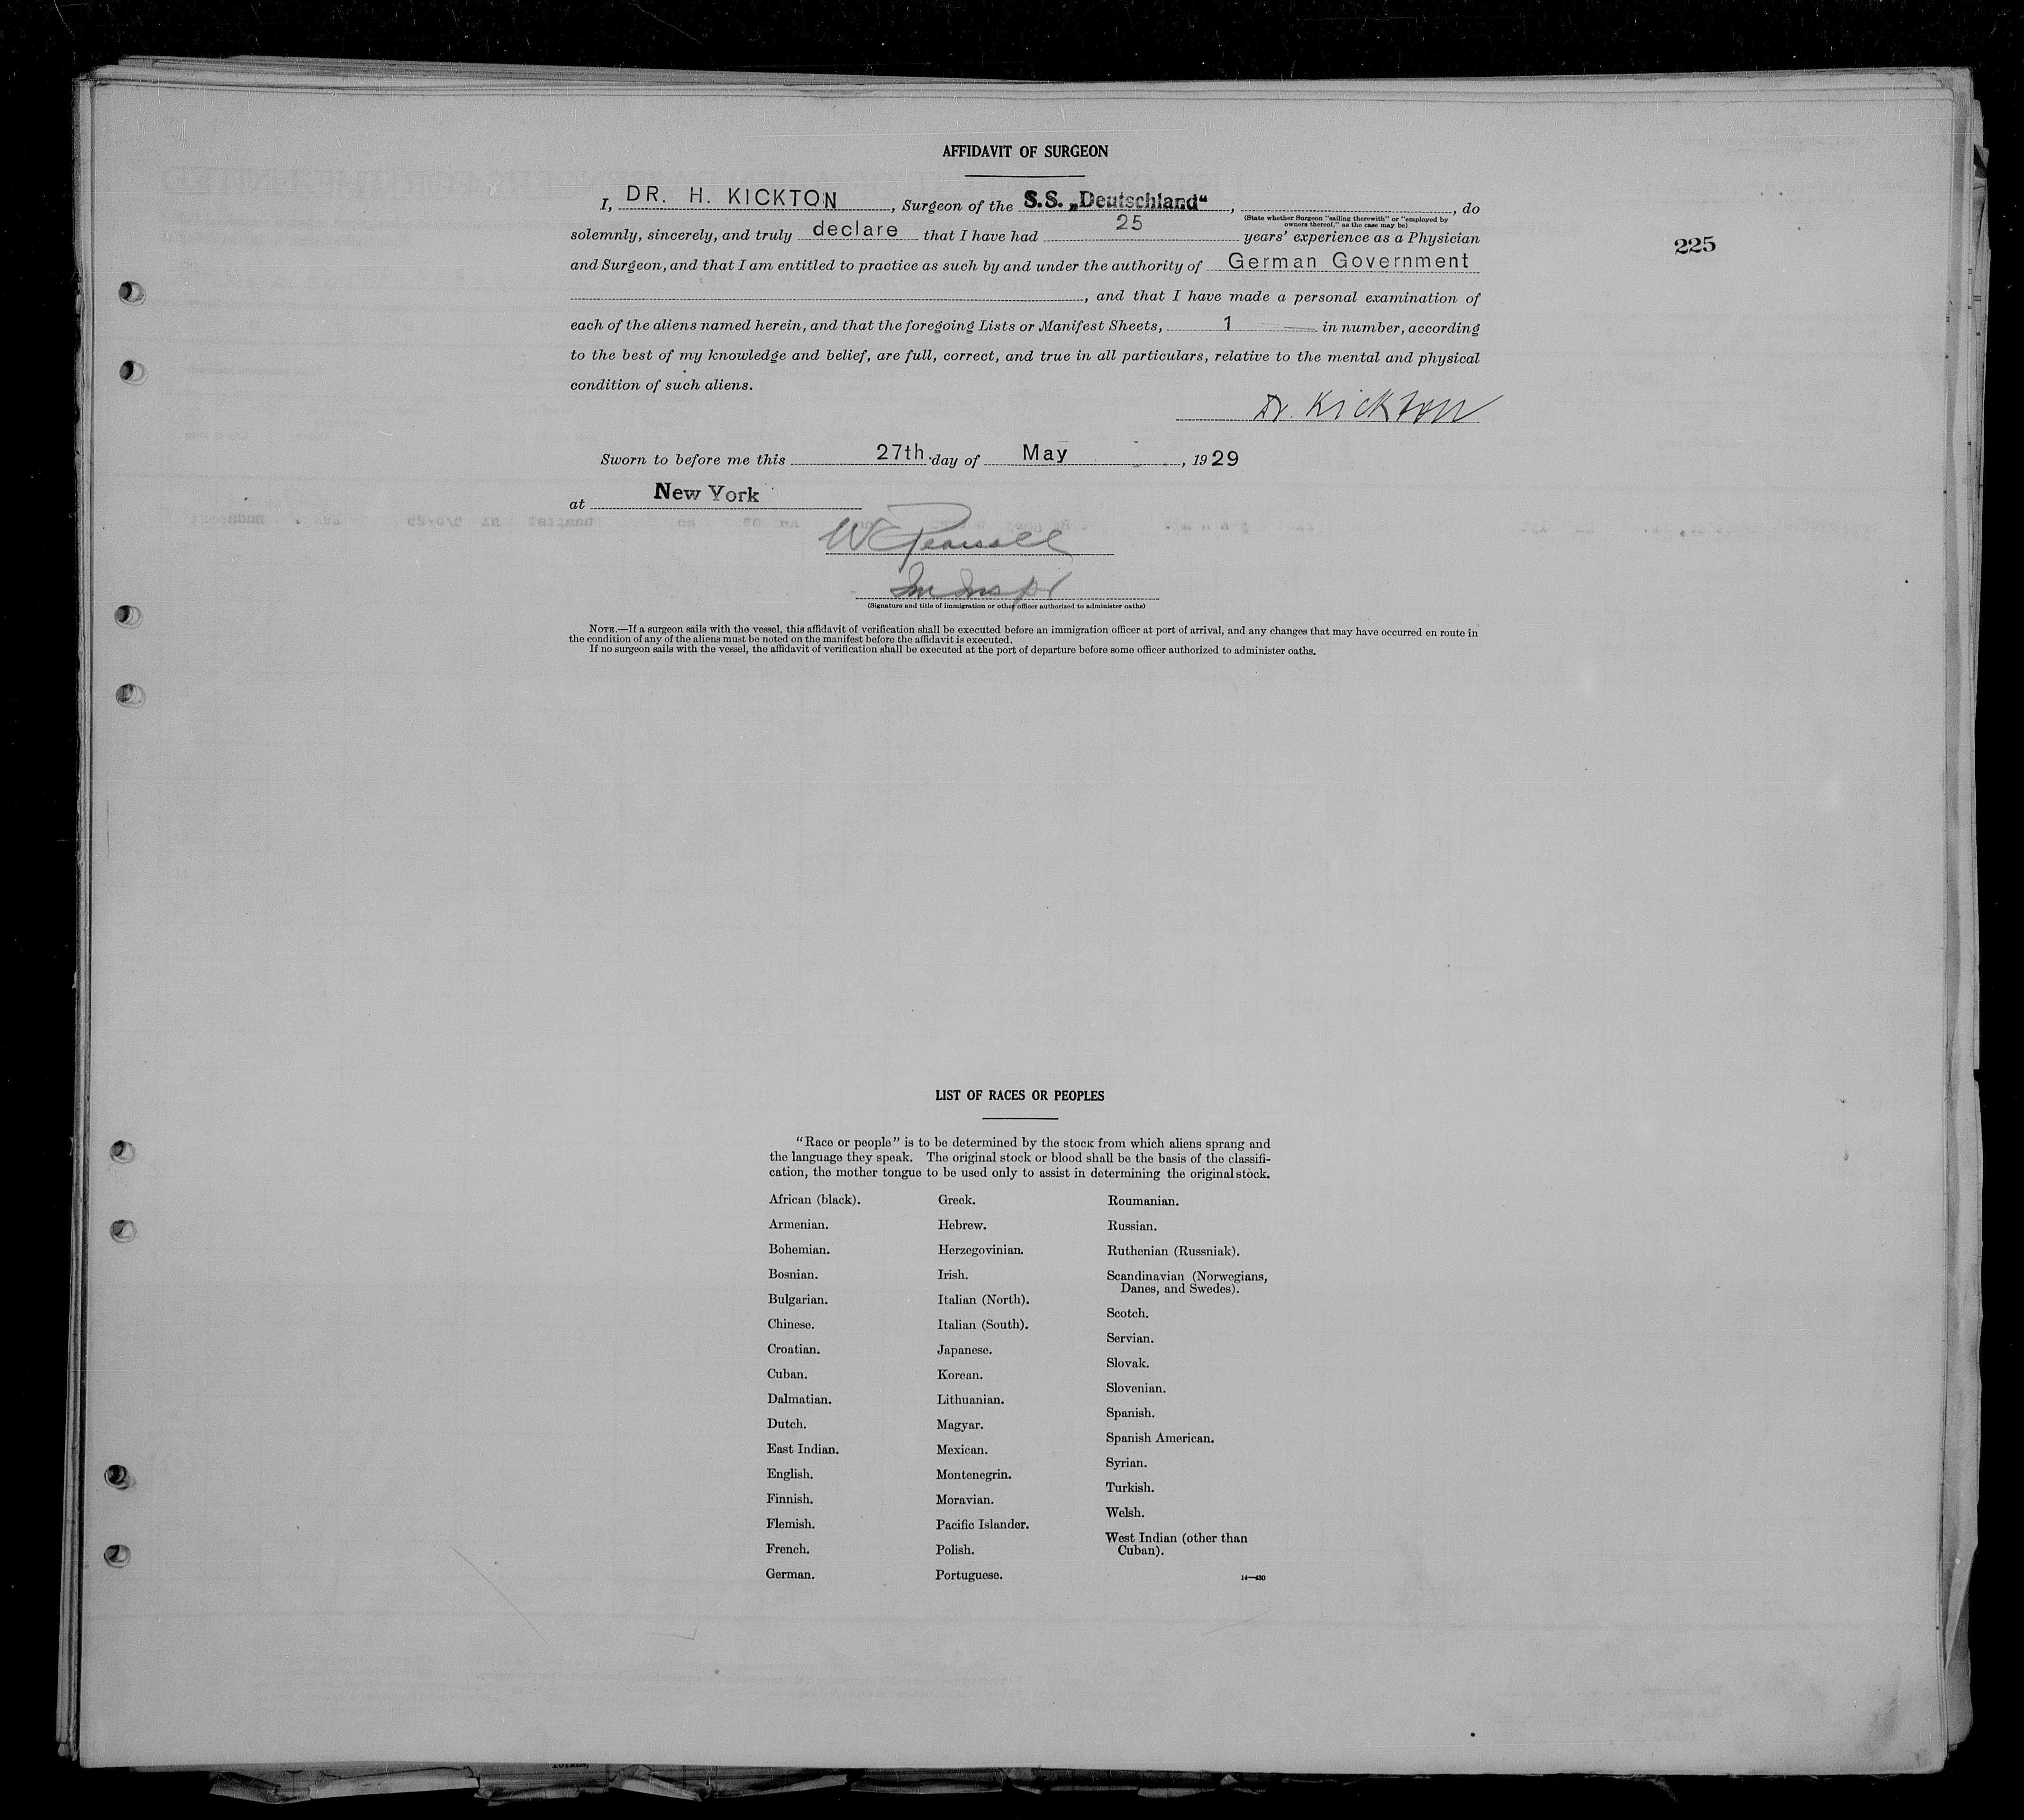 AFFIDAVIT OF SURGEON
I, DR. H. KICKTON, Surgeon of the S.S. „Deutschland“, , do
(State whether Surgeon "sailing therewith" or "employed by
owners thereof," as the case may be)
solemnly, sincerely, and truly declare that I have had 25 years' experience as a Physician
225
and Surgeon, and that I am entitled to practice as such by and under the authority of German Government
, and that I have made a personal examination of
each of the aliens named herein, and that the foregoing Lists or Manifest Sheets, 1 in number, according
to the best of my knowledge and belief, are full, correct, and true in all particulars, relative to the mental and physical
condition of such aliens.
Dr. Kickton
Sworn to before me this 27th day of May, 1929
at New York
(Signature and title of immigration or other officer authorized to administer oaths)
NOTE.—If a surgeon sails with the vessel, this affidavit of verification shall be executed before an immigration officer at port of arrival, and any changes that may have occurred en route in
the condition of any of the aliens must be noted on the manifest before the affidavit is executed.
If no surgeon sails with the vessel, the affidavit of verification shall be executed at the port of departure before some officer authorized to administer oaths.
LIST OF RACES OR PEOPLES
"Race or people" is to be determined by the stock from which aliens sprang and
the language they speak. The original stock or blood shall be the basis of the classifi-
cation, the mother tongue to be used only to assist in determining the original stock.
African (black).
Armenian.
Bohemian.
Bosnian.
Bulgarian.
Chinese.
Croatian.
Cuban.
Dalmatian.
Dutch.
East Indian.
English.
Finnish.
Flemish.
French.
German.
Greek.
Hebrew.
Herzegovinian.
Irish.
Italian (North).
Italian (South).
Japanese.
Korean.
Lithuanian.
Magyar.
Mexican.
Montenegrin.
Moravian.
Pacific Islander.
Polish.
Portuguese.
Roumanian.
Russian.
Ruthenian (Russniak).
Scandinavian (Norwegians,
Danes, and Swedes).
Scotch.
Servian.
Slovak.
Slovenian.
Spanish.
Spanish American.
Syrian.
Turkish.
Welsh.
West Indian (other than
Cuban).
14—430